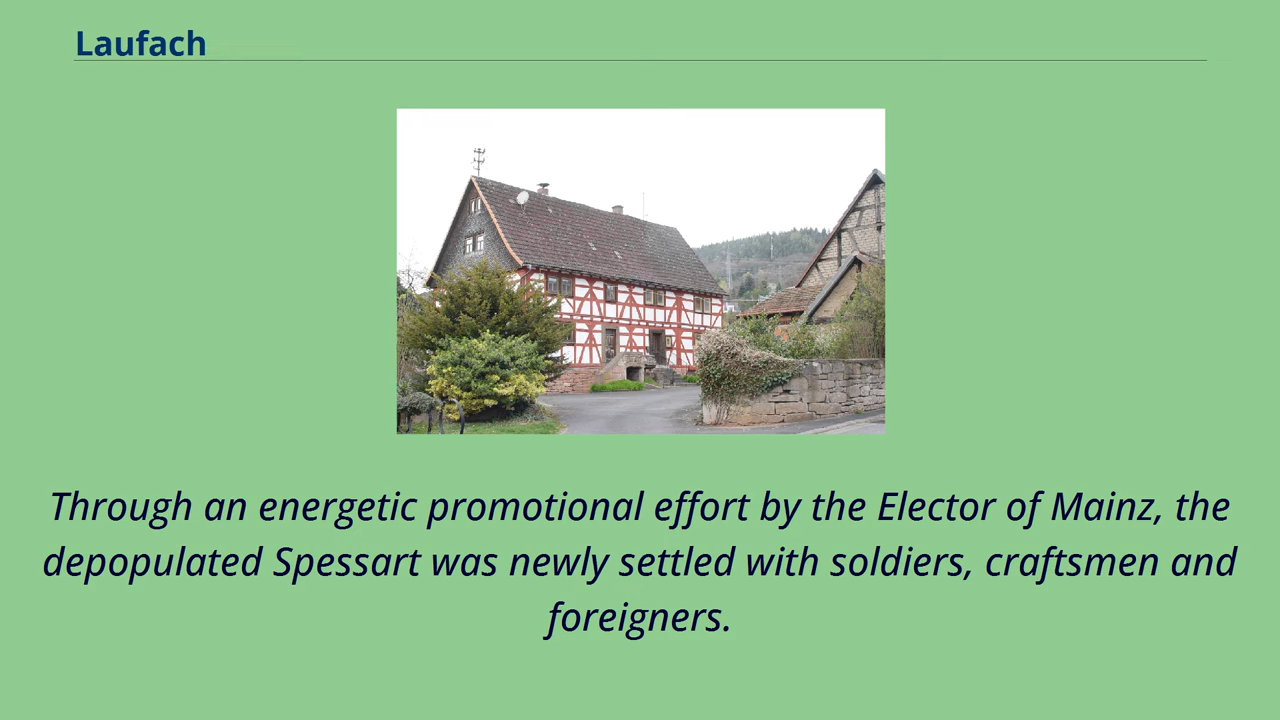 Laufach
Through an energetic promotional effort by the Elector of Mainz, the
depopulated Spessart was newly settled with soldiers, craftsmen and
foreigners.